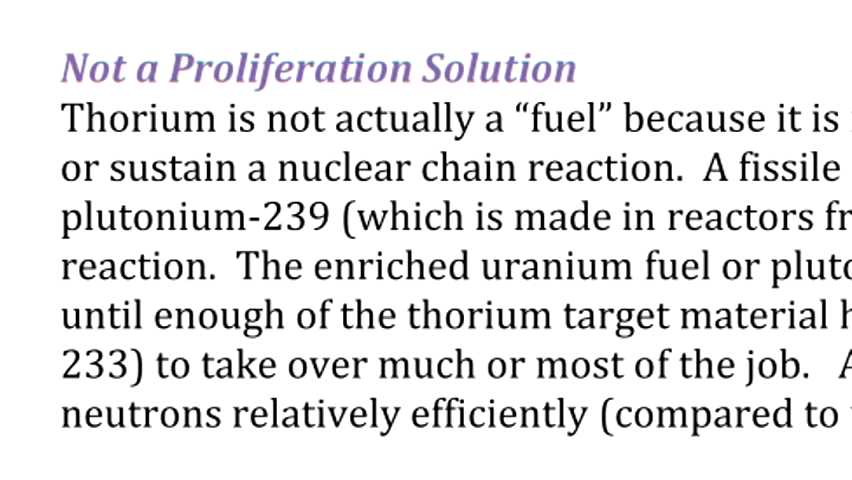 Not a Proliferation Solution
Thorium is not actually a “fuel” because it is
or sustain a nuclear chain reaction.  A fissile
plutonium-239 (which is made in reactors
reaction.  The enriched uranium fuel or
until enough of the thorium target material
233) to take over much or most of the job.
neutrons relatively efficiently (compared to